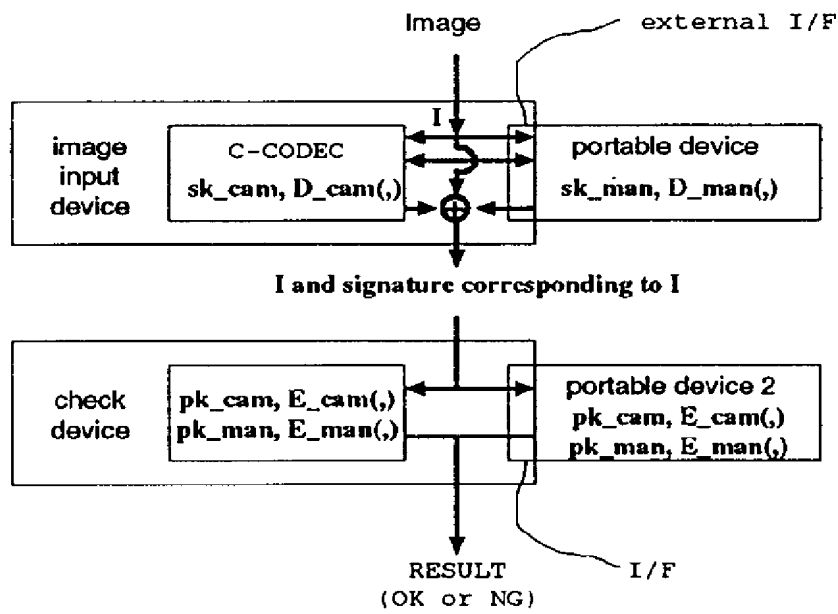 Image
external I/F
I
image
input
device
C-CODEC
sk_cam, D_cam(,)
portable device
sk_man, D_man(,)
I and signature corresponding to I
check
device
pk_cam, E_cam(,)
pk_man, E_man(,)
portable device 2
pk_cam, E_cam(,)
pk_man, E_man(,)
RESULT
(OK or NG)
I/F